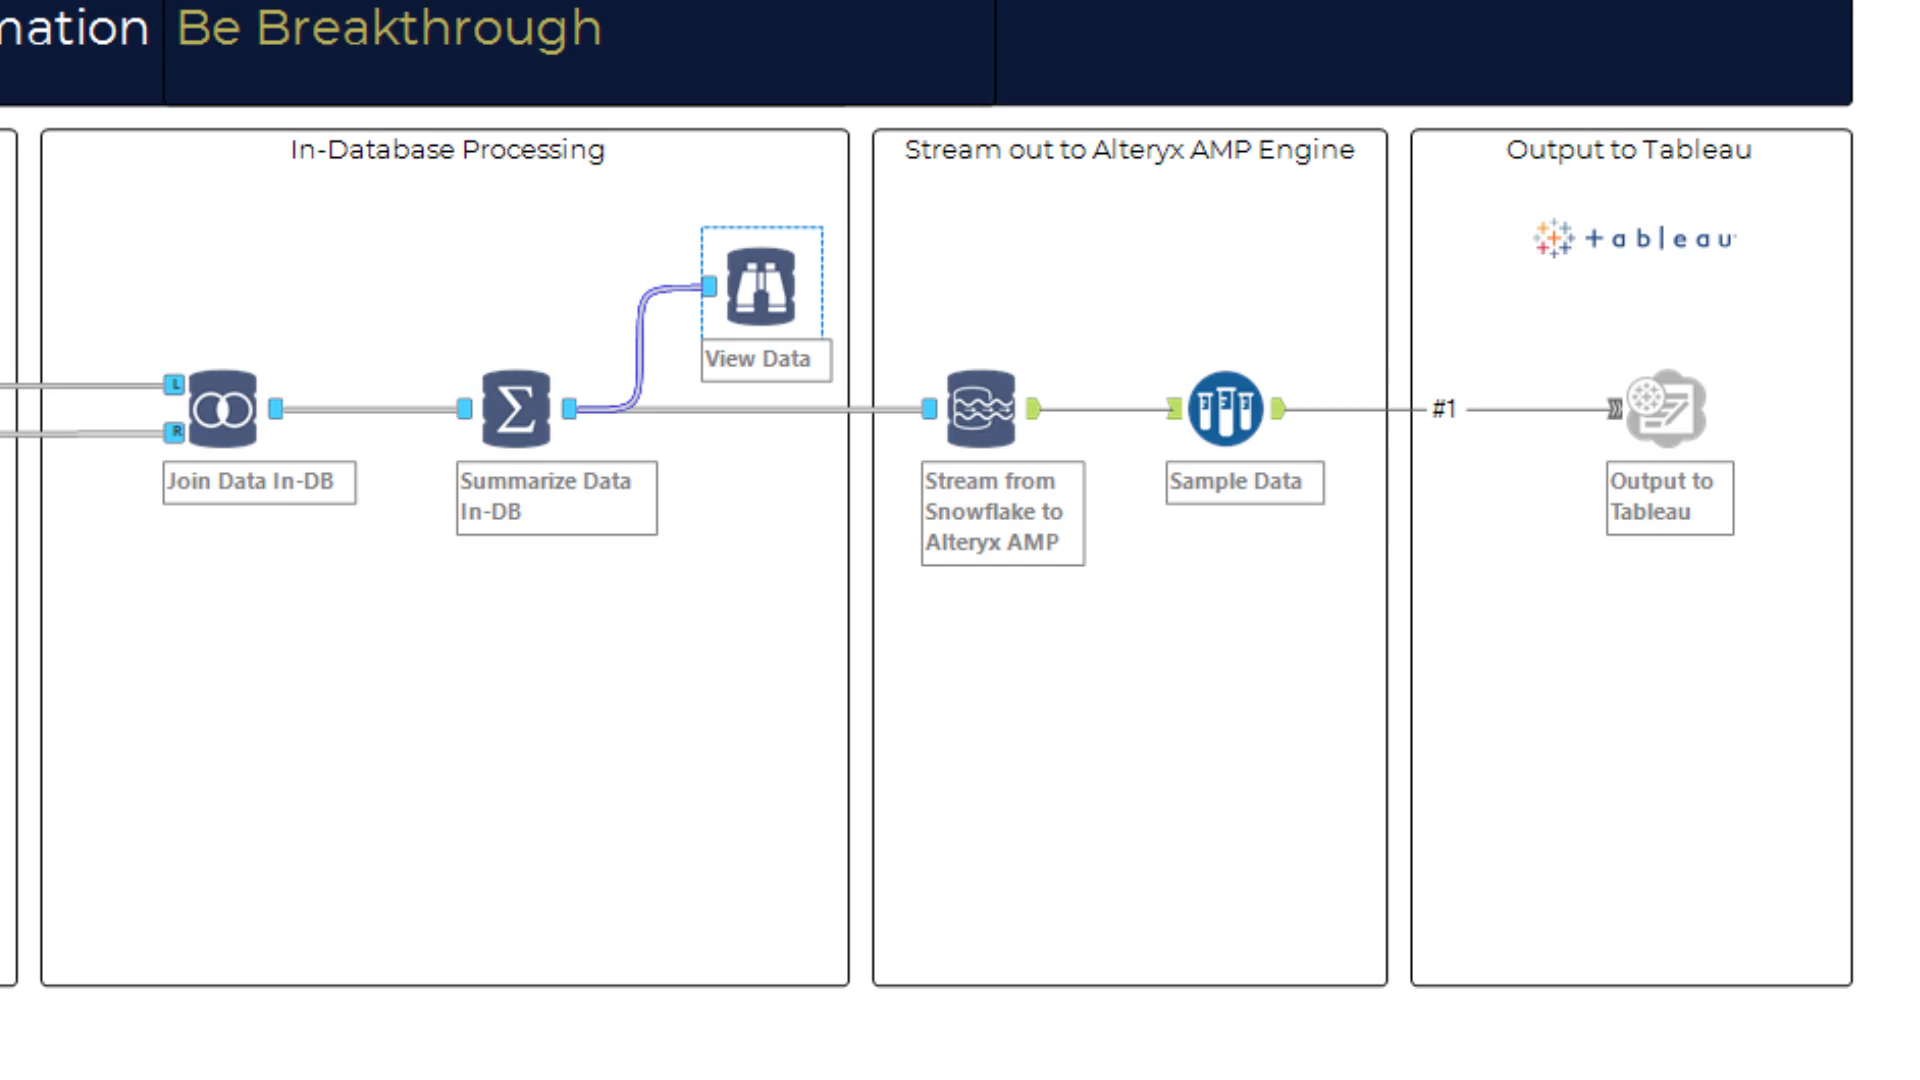 mation Be Breakthrough
In-Database Processing
Stream out to Alteryx AMP Engine
Output to Tableau
+ a b l e a u
View Data
L
R
#1
Join Data In-DB
Summarize Data
In-DB
Stream from
Snowflake to
Alteryx AMP
Sample Data
Output to
Tableau